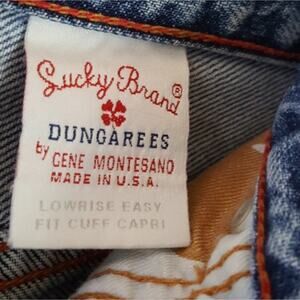 Lucky Brand®
DUNGAREES
by GENE MONTESANO
MADE IN U.S.A.
LOWRISE EASY
FIT CUFF CAPRI